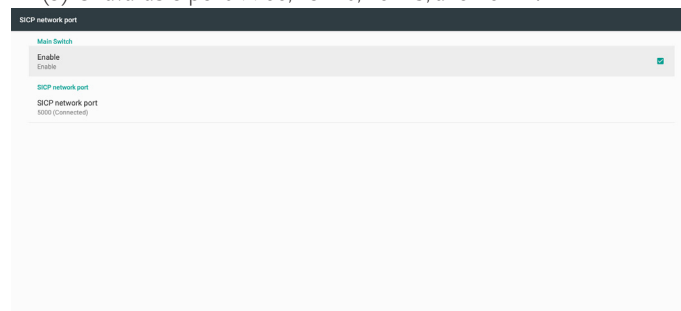 SICP network port
Main Switch
Enable
Enable
SICP network port
SICP network port
5000 (Connected)